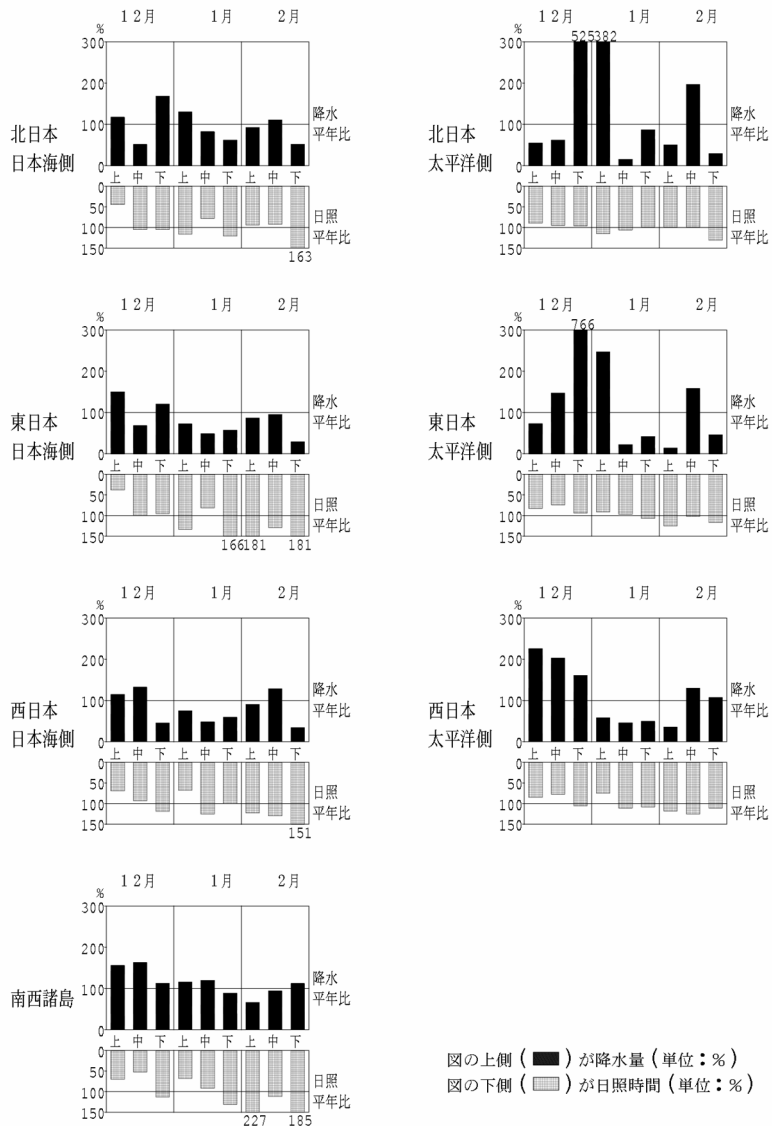 １２月 １月 ２月
%
300
200
100
0
降水
平年比
北日本
日本海側
上 中 下 上 中 下 上 中 下
0
50
100
150
日照
平年比
163
１２月 １月 ２月
%
525 382
300
200
100
0
降水
平年比
北日本
太平洋側
上 中 下 上 中 下 上 中 下
0
50
100
150
日照
平年比
１２月 １月 ２月
%
300
200
100
0
降水
平年比
東日本
日本海側
上 中 下 上 中 下 上 中 下
0
50
100
150
日照
平年比
166 181 181
１２月 １月 ２月
%
766
300
200
100
0
降水
平年比
東日本
太平洋側
上 中 下 上 中 下 上 中 下
0
50
100
150
日照
平年比
１２月 １月 ２月
%
300
200
100
0
降水
平年比
西日本
日本海側
上 中 下 上 中 下 上 中 下
0
50
100
150
日照
平年比
151
１２月 １月 ２月
%
300
200
100
0
降水
平年比
西日本
太平洋側
上 中 下 上 中 下 上 中 下
0
50
100
150
日照
平年比
１２月 １月 ２月
%
300
200
100
0
降水
平年比
南西諸島
上 中 下 上 中 下 上 中 下
0
50
100
150
日照
平年比
227 185
図の上側（ ）が降水量（単位：％）
図の下側（ ）が日照時間（単位：％）